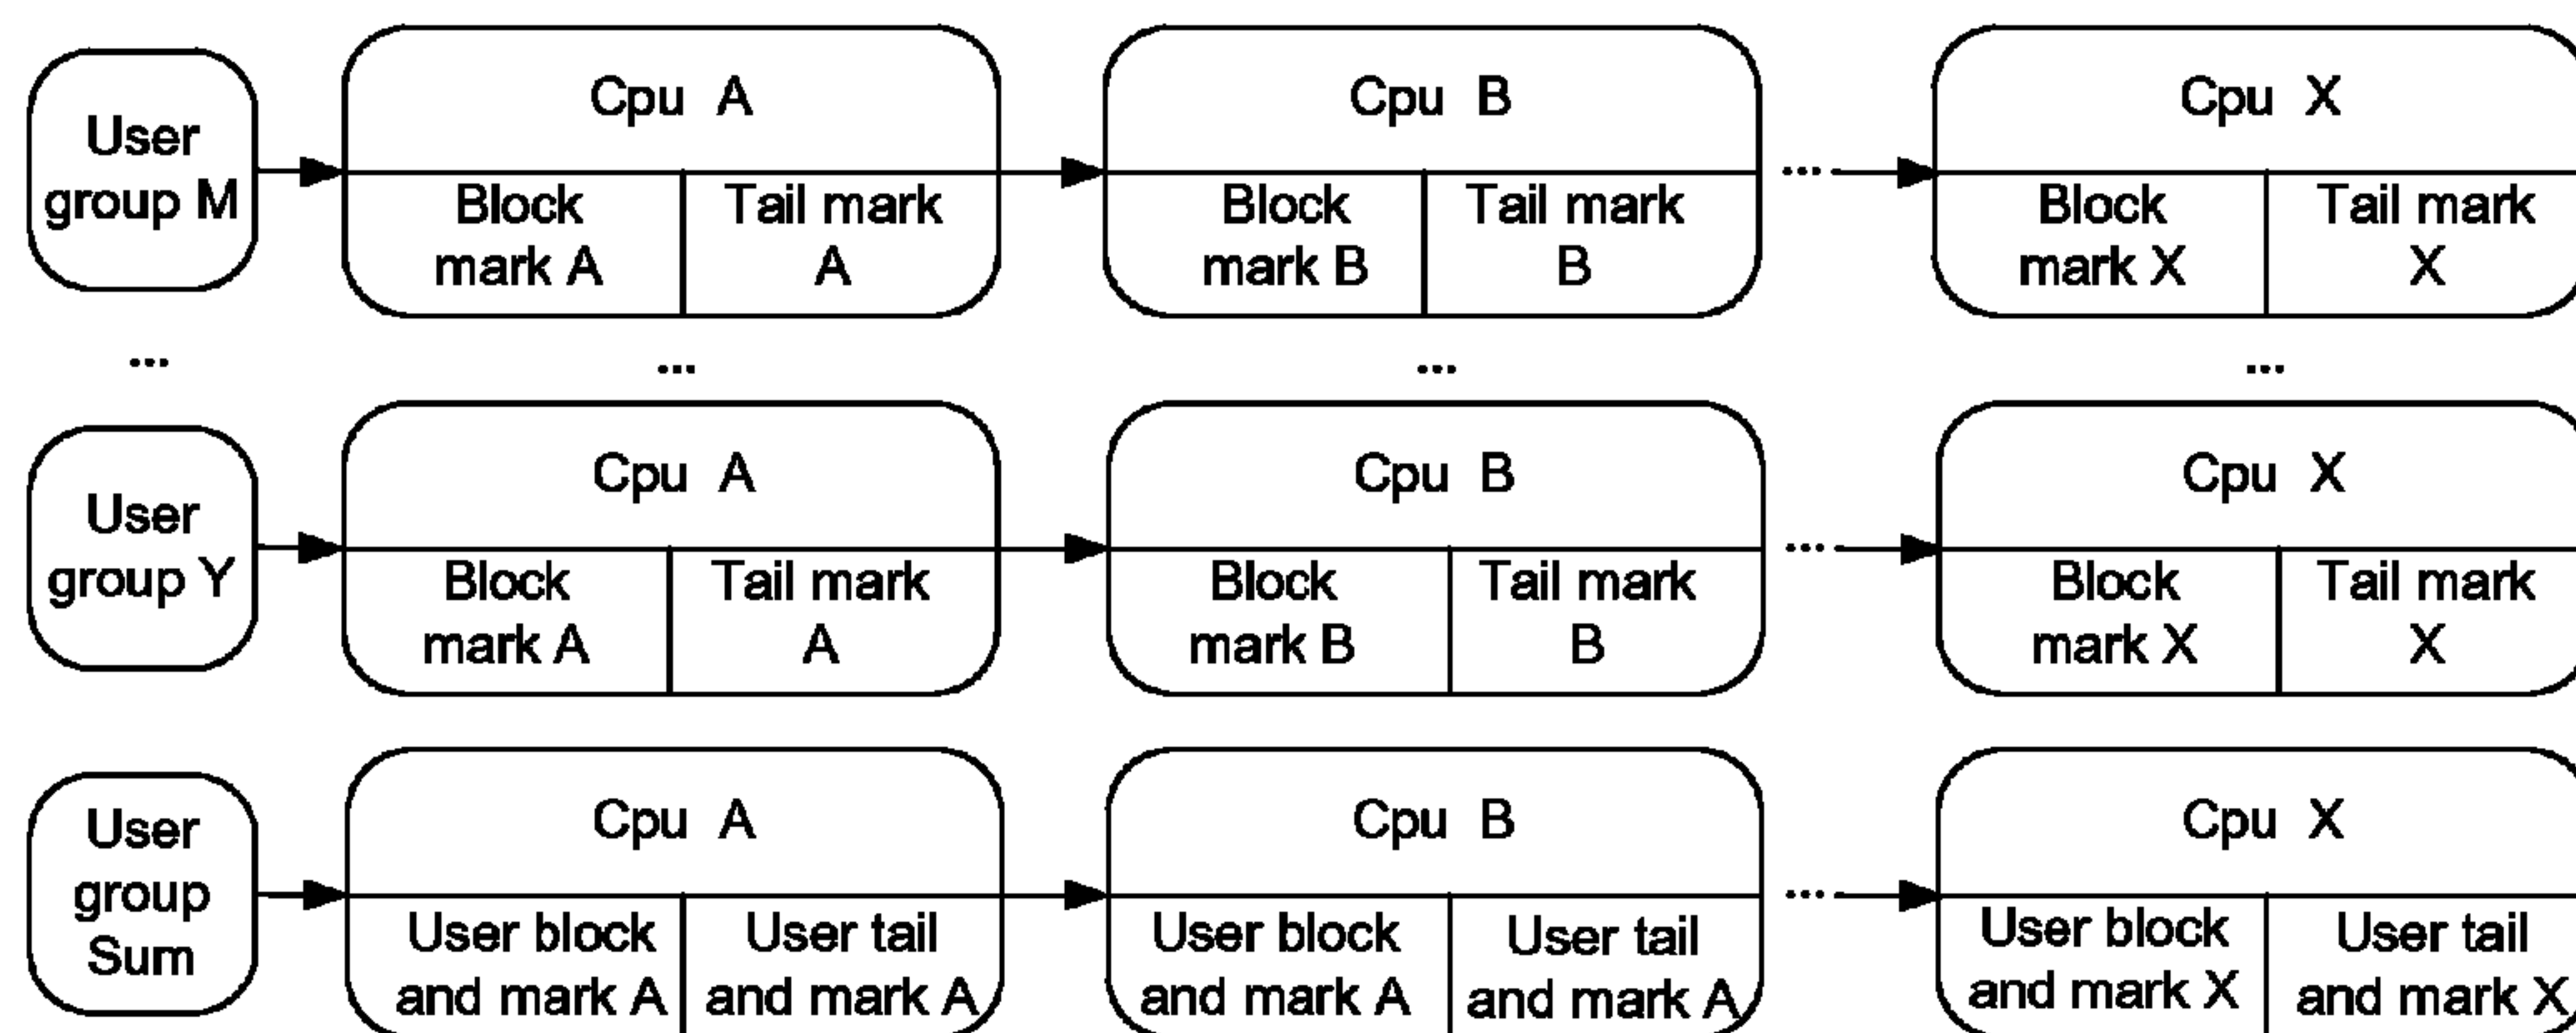 User
group M
Cpu A
Block
mark A
Tail mark
A
Cpu B
Block
mark B
Tail mark
B
...
Cpu X
Block
mark X
Tail mark
X
...
...
...
...
User
group Y
Cpu A
Block
mark A
Tail mark
A
Cpu B
Block
mark B
Tail mark
B
...
Cpu X
Block
mark X
Tail mark
X
User
group
Sum
Cpu A
User block
and mark A
User tail
and mark A
Cpu B
User block
and mark A
User tail
and mark A
...
Cpu X
User block
and mark X
User tail
and mark X